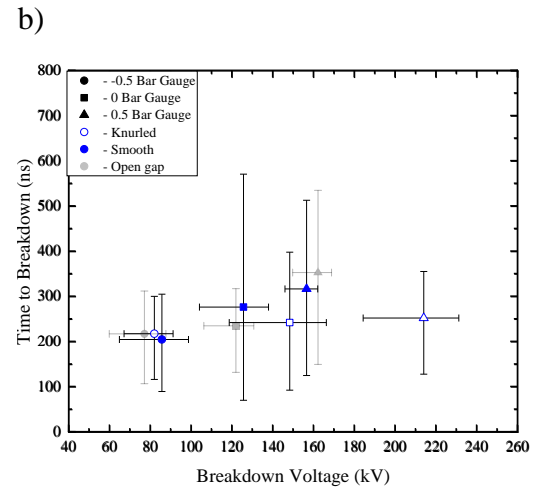 b)
800
700
600
500
400
300
200
100
0
Time to Breakdown (ns)
- -0.5 Bar Gauge
- 0 Bar Gauge
- 0.5 Bar Gauge
- Knurled
- Smooth
- Open gap
40 60 80 100 120 140 160 180 200 220 240 260
Breakdown Voltage (kV)